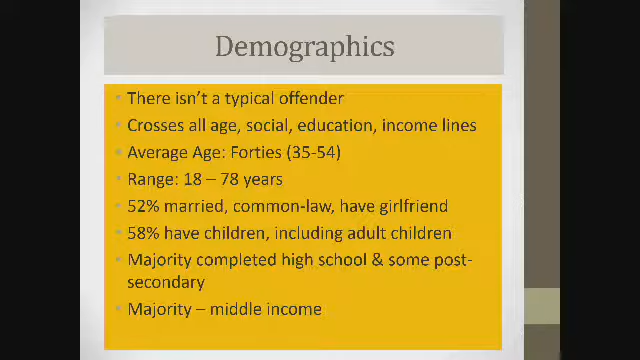 Demographics
There isn't a typical offender
Crosses all age, social, education, income lines
Average Age: Forties (35-54)
Range: 18 – 78 years
52% married, common-law, have girlfriend
58% have children, including adult children
Majority completed high school & some post-
secondary
Majority – middle income